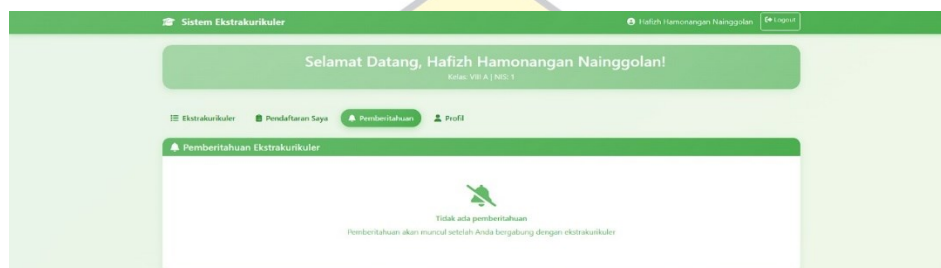 Sistem Ekstrakurikuler
Hafizh Hamonangan Nainggolan
Logout
Selamat Datang, Hafizh Hamonangan Nainggolan!
Kelas: VIII A | NIS: 1
Ekstrakurikuler
Pendaftaran Saya
Pemberitahuan
Profil
Pemberitahuan Ekstrakurikuler
Tidak ada pemberitahuan
Pemberitahuan akan muncul setelah Anda bergabung dengan ekstrakurikuler